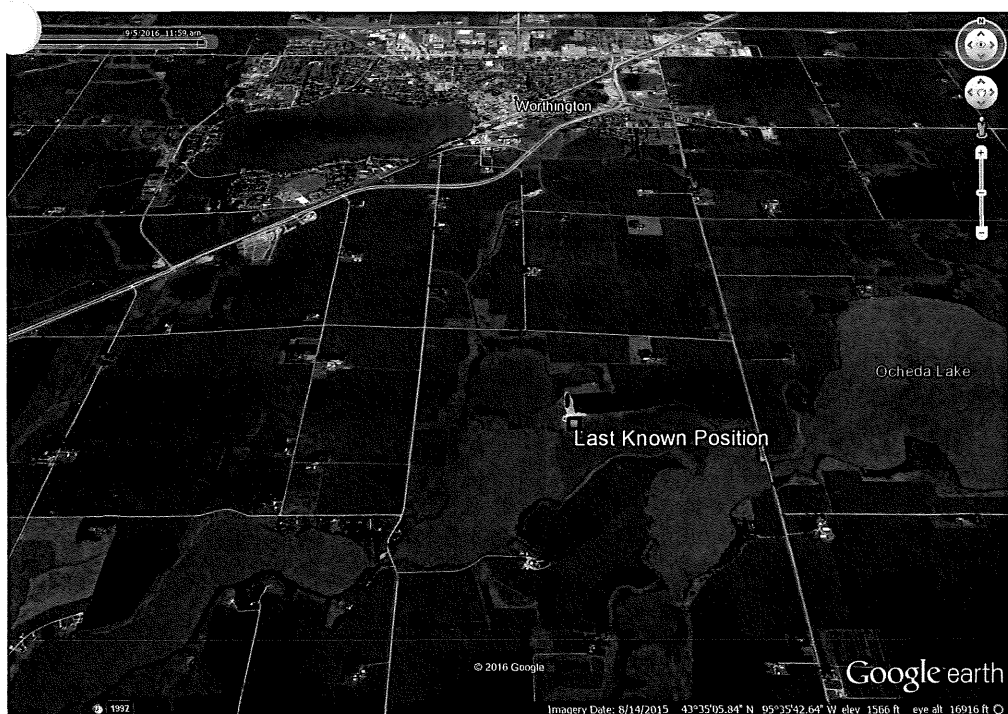 9/5/2016 11:59 am
N
Worthington
Ocheda Lake
Last Known Position
© 2016 Google
Google earth
1992
Imagery Date: 8/14/2015 43°35'05.84" N 95°35'42.64" W elev 1566 ft eye alt 16916 ft